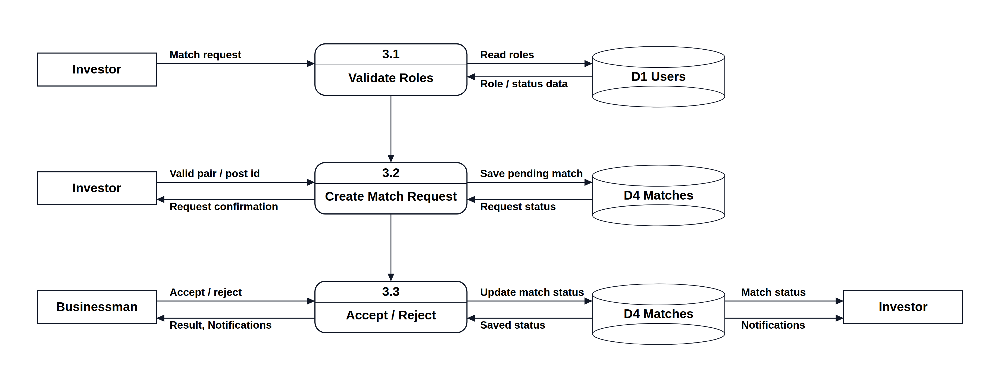 Match request
3.1
Read roles
Investor
Validate Roles
D1 Users
Role / status data
Valid pair / post id
3.2
Save pending match
Investor
Create Match Request
D4 Matches
Request confirmation
Request status
Accept / reject
3.3
Update match status
Match status
Businessman
Accept / Reject
D4 Matches
Investor
Result, Notifications
Saved status
Notifications